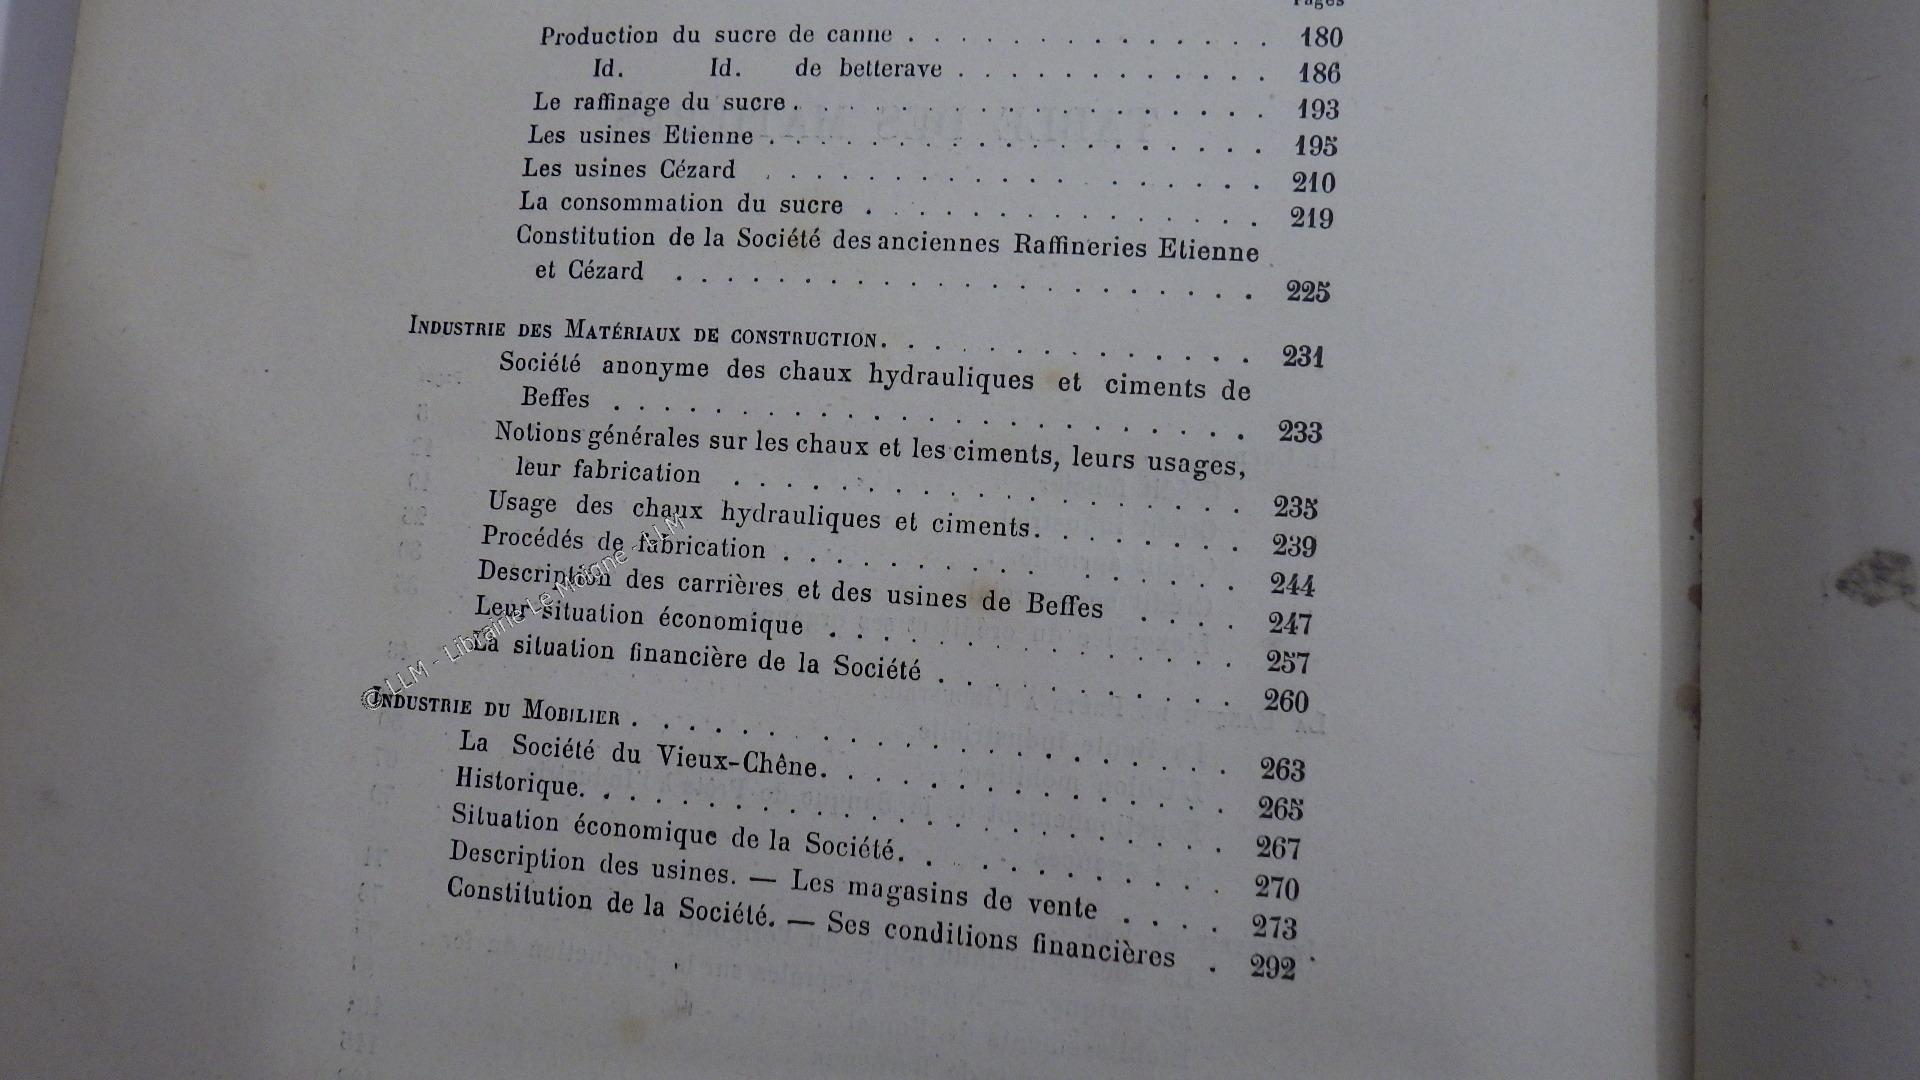 Pages
Production du sucre de canne . . . . . . . . . . . . . . 180
Id. Id. de betterave . . . . . . . . . . . . 186
Le raffinage du sucre . . . . . . . . . . . . . . . . . 193
Les usines Etienne . . . . . . . . . . . . . . . . . . 195
Les usines Cézard . . . . . . . . . . . . . . . . . . 210
La consommation du sucre . . . . . . . . . . . . . . . 219
Constitution de la Société des anciennes Raffineries Etienne
et Cézard . . . . . . . . . . . . . . . . . . . . . . 225
INDUSTRIE DES MATÉRIAUX DE CONSTRUCTION. . . . . . . . . . . . . . 231
Société anonyme des chaux hydrauliques et ciments de
Beffes . . . . . . . . . . . . . . . . . . . . . . . . 233
Notions générales sur les chaux et les ciments, leurs usages,
leur fabrication . . . . . . . . . . . . . . . . . . . 235
Usage des chaux hydrauliques et ciments. . . . . . . . 239
Procédés de fabrication . . . . . . . . . . . . . . . . 244
Description des carrières et des usines de Beffes . . . . 247
Leur situation économique . . . . . . . . . . . . . . . 257
La situation financière de la Société . . . . . . . . . . 260
INDUSTRIE DU MOBILIER . . . . . . . . . . . . . . . . . . . . 263
La Société du Vieux-Chêne. . . . . . . . . . . . . . . 265
Historique. . . . . . . . . . . . . . . . . . . . . . . 267
Situation économique de la Société. . . . . . . . . . . 270
Description des usines. — Les magasins de vente . . . . 273
Constitution de la Société. — Ses conditions financières . 292
© LLM - Librairie Le Moigne - LLM